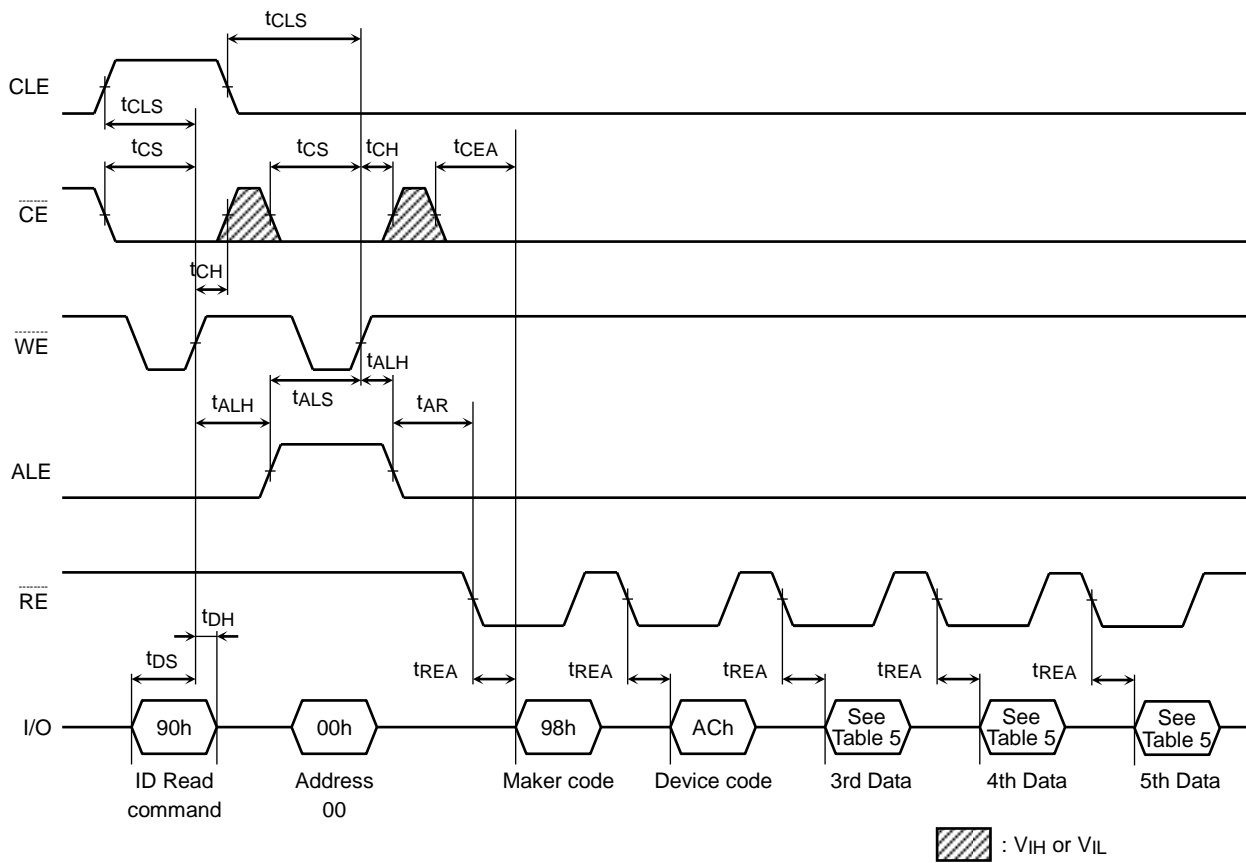 tCLS
CLE
tCLS
tCS tCS tCH tCEA
CE
tCH
WE
tALH
tALH tALS tAR
ALE
RE
tDH
tDS tREA tREA tREA tREA tREA
I/O 90h 00h 98h ACh See Table 5 See Table 5 See Table 5
ID Read command Address 00 Maker code Device code 3rd Data 4th Data 5th Data
: VIH or VIL